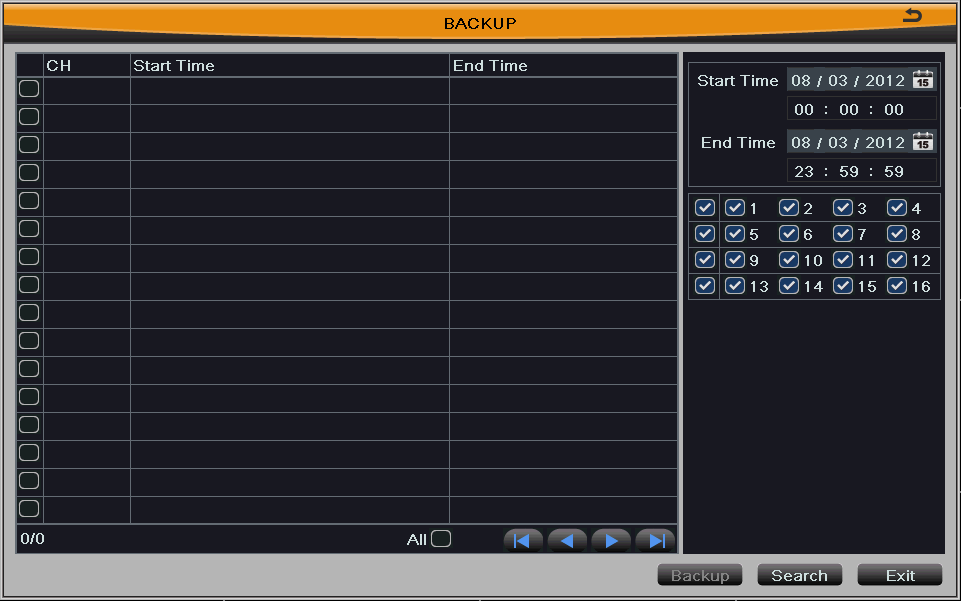 BACKUP
CH Start Time End Time
Start Time 08 / 03 / 2012 15
00 : 00 : 00
End Time 08 / 03 / 2012 15
23 : 59 : 59
1 2 3 4
5 6 7 8
9 10 11 12
13 14 15 16
0/0 All
Backup Search Exit